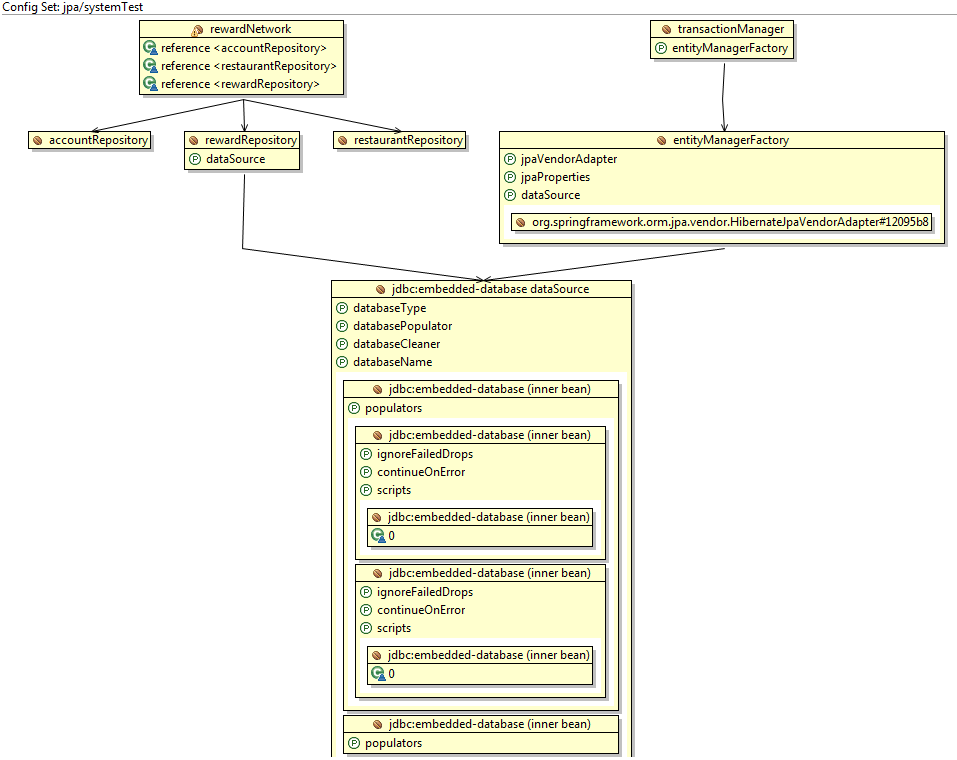 Config Set: jpa/systemTest
rewardNetwork
reference <accountRepository>
reference <restaurantRepository>
reference <rewardRepository>
transactionManager
entityManagerFactory
accountRepository
rewardRepository
dataSource
restaurantRepository
entityManagerFactory
jpaVendorAdapter
jpaProperties
dataSource
org.springframework.orm.jpa.vendor.HibernateJpaVendorAdapter#12095b8
jdbc:embedded-database dataSource
databaseType
databasePopulator
databaseCleaner
databaseName
jdbc:embedded-database (inner bean)
populators
jdbc:embedded-database (inner bean)
ignoreFailedDrops
continueOnError
scripts
jdbc:embedded-database (inner bean)
0
jdbc:embedded-database (inner bean)
ignoreFailedDrops
continueOnError
scripts
jdbc:embedded-database (inner bean)
0
jdbc:embedded-database (inner bean)
populators